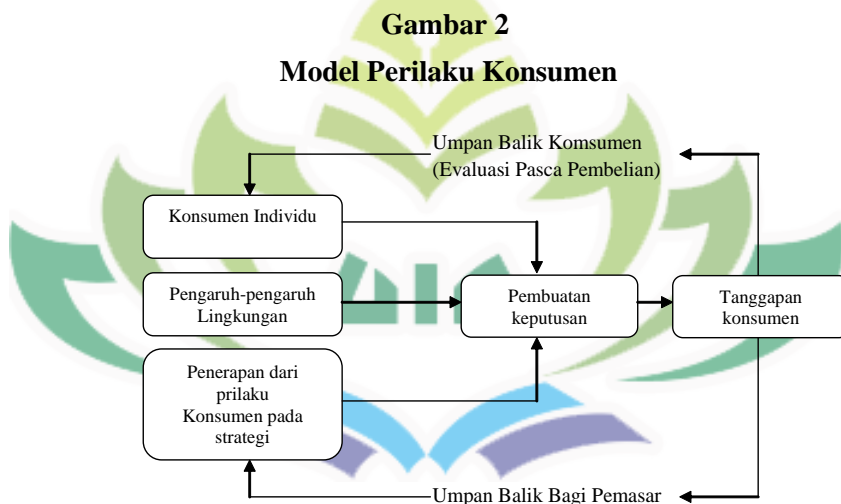 Gambar 2
Model Perilaku Konsumen
Umpan Balik Komsumen
(Evaluasi Pasca Pembelian)
Konsumen Individu
Pengaruh-pengaruh
Lingkungan
Pembuatan
keputusan
Tanggapan
konsumen
Penerapan dari
prilaku
Konsumen pada
strategi
Umpan Balik Bagi Pemasar